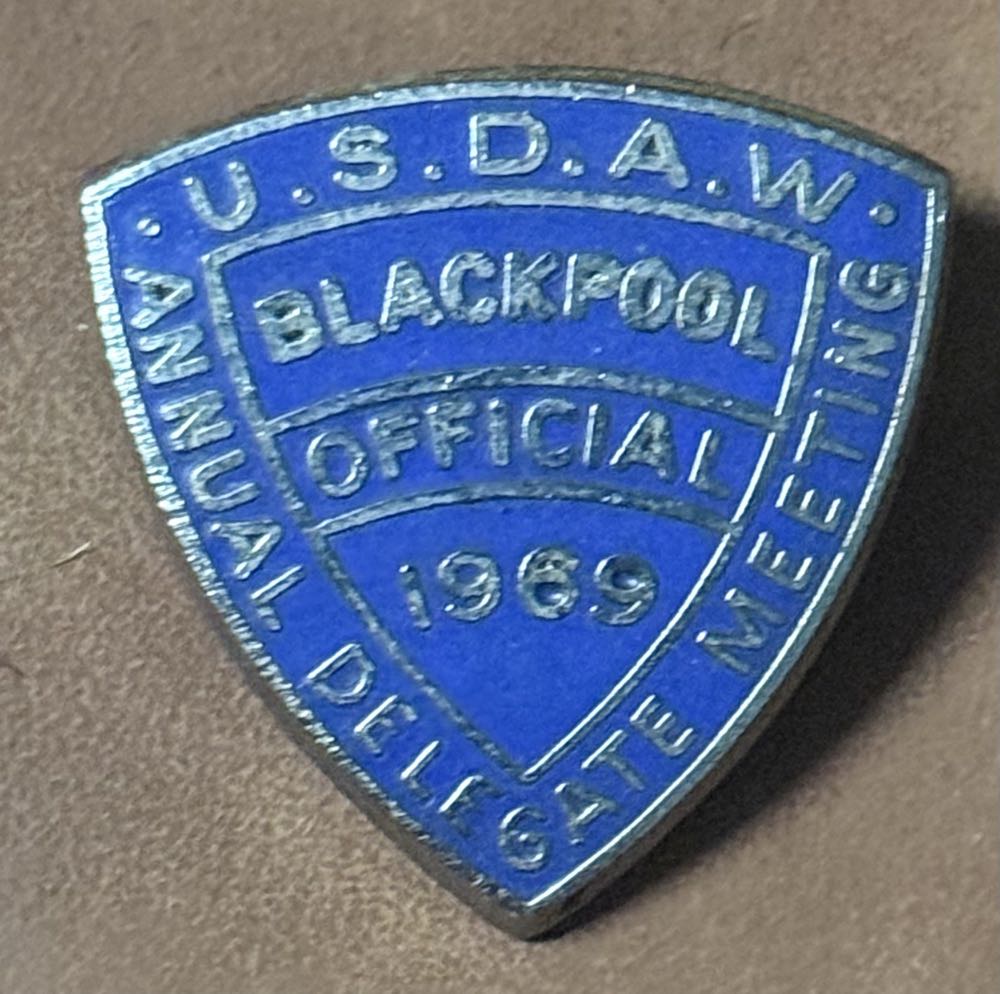 · U.S.D.A.W ·
BLACKPOOL
OFFICIAL
1969
ANNUAL DELEGATE MEETING